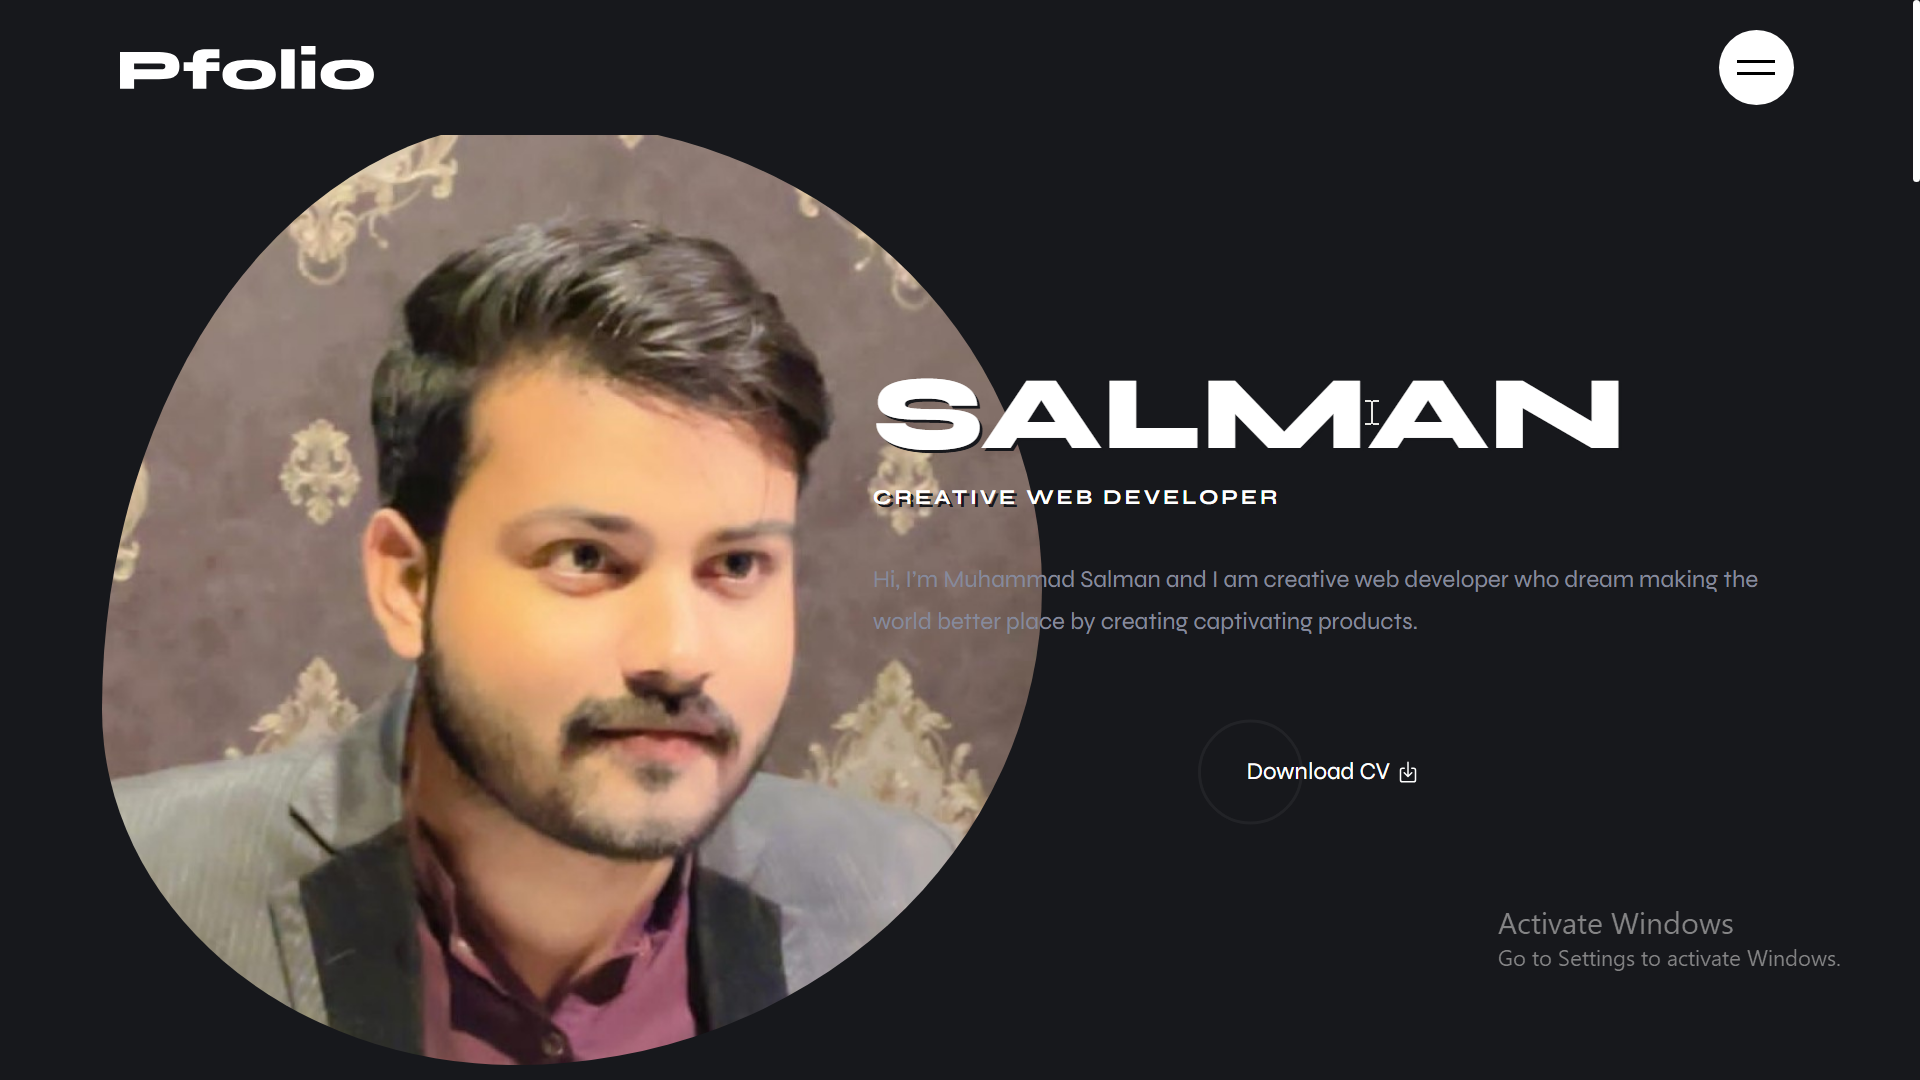 Pfolio
SALMAN
CREATIVE WEB DEVELOPER
Hi, I'm Muhammad Salman and I am creative web developer who dream making the
world better place by creating captivating products.
Download CV
Activate Windows
Go to Settings to activate Windows.